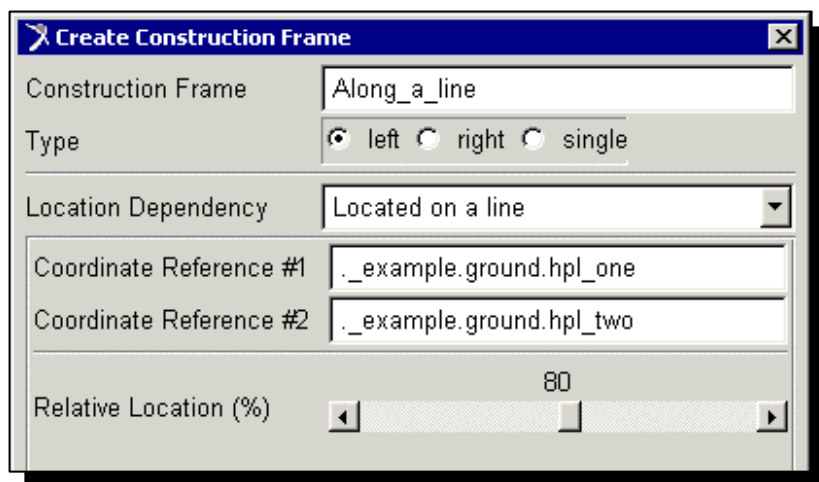 Create Construction Frame
Construction Frame Along_a_line
Type left right single
Location Dependency Located on a line
Coordinate Reference #1 ._example.ground.hpl_one
Coordinate Reference #2 ._example.ground.hpl_two
80
Relative Location (%)